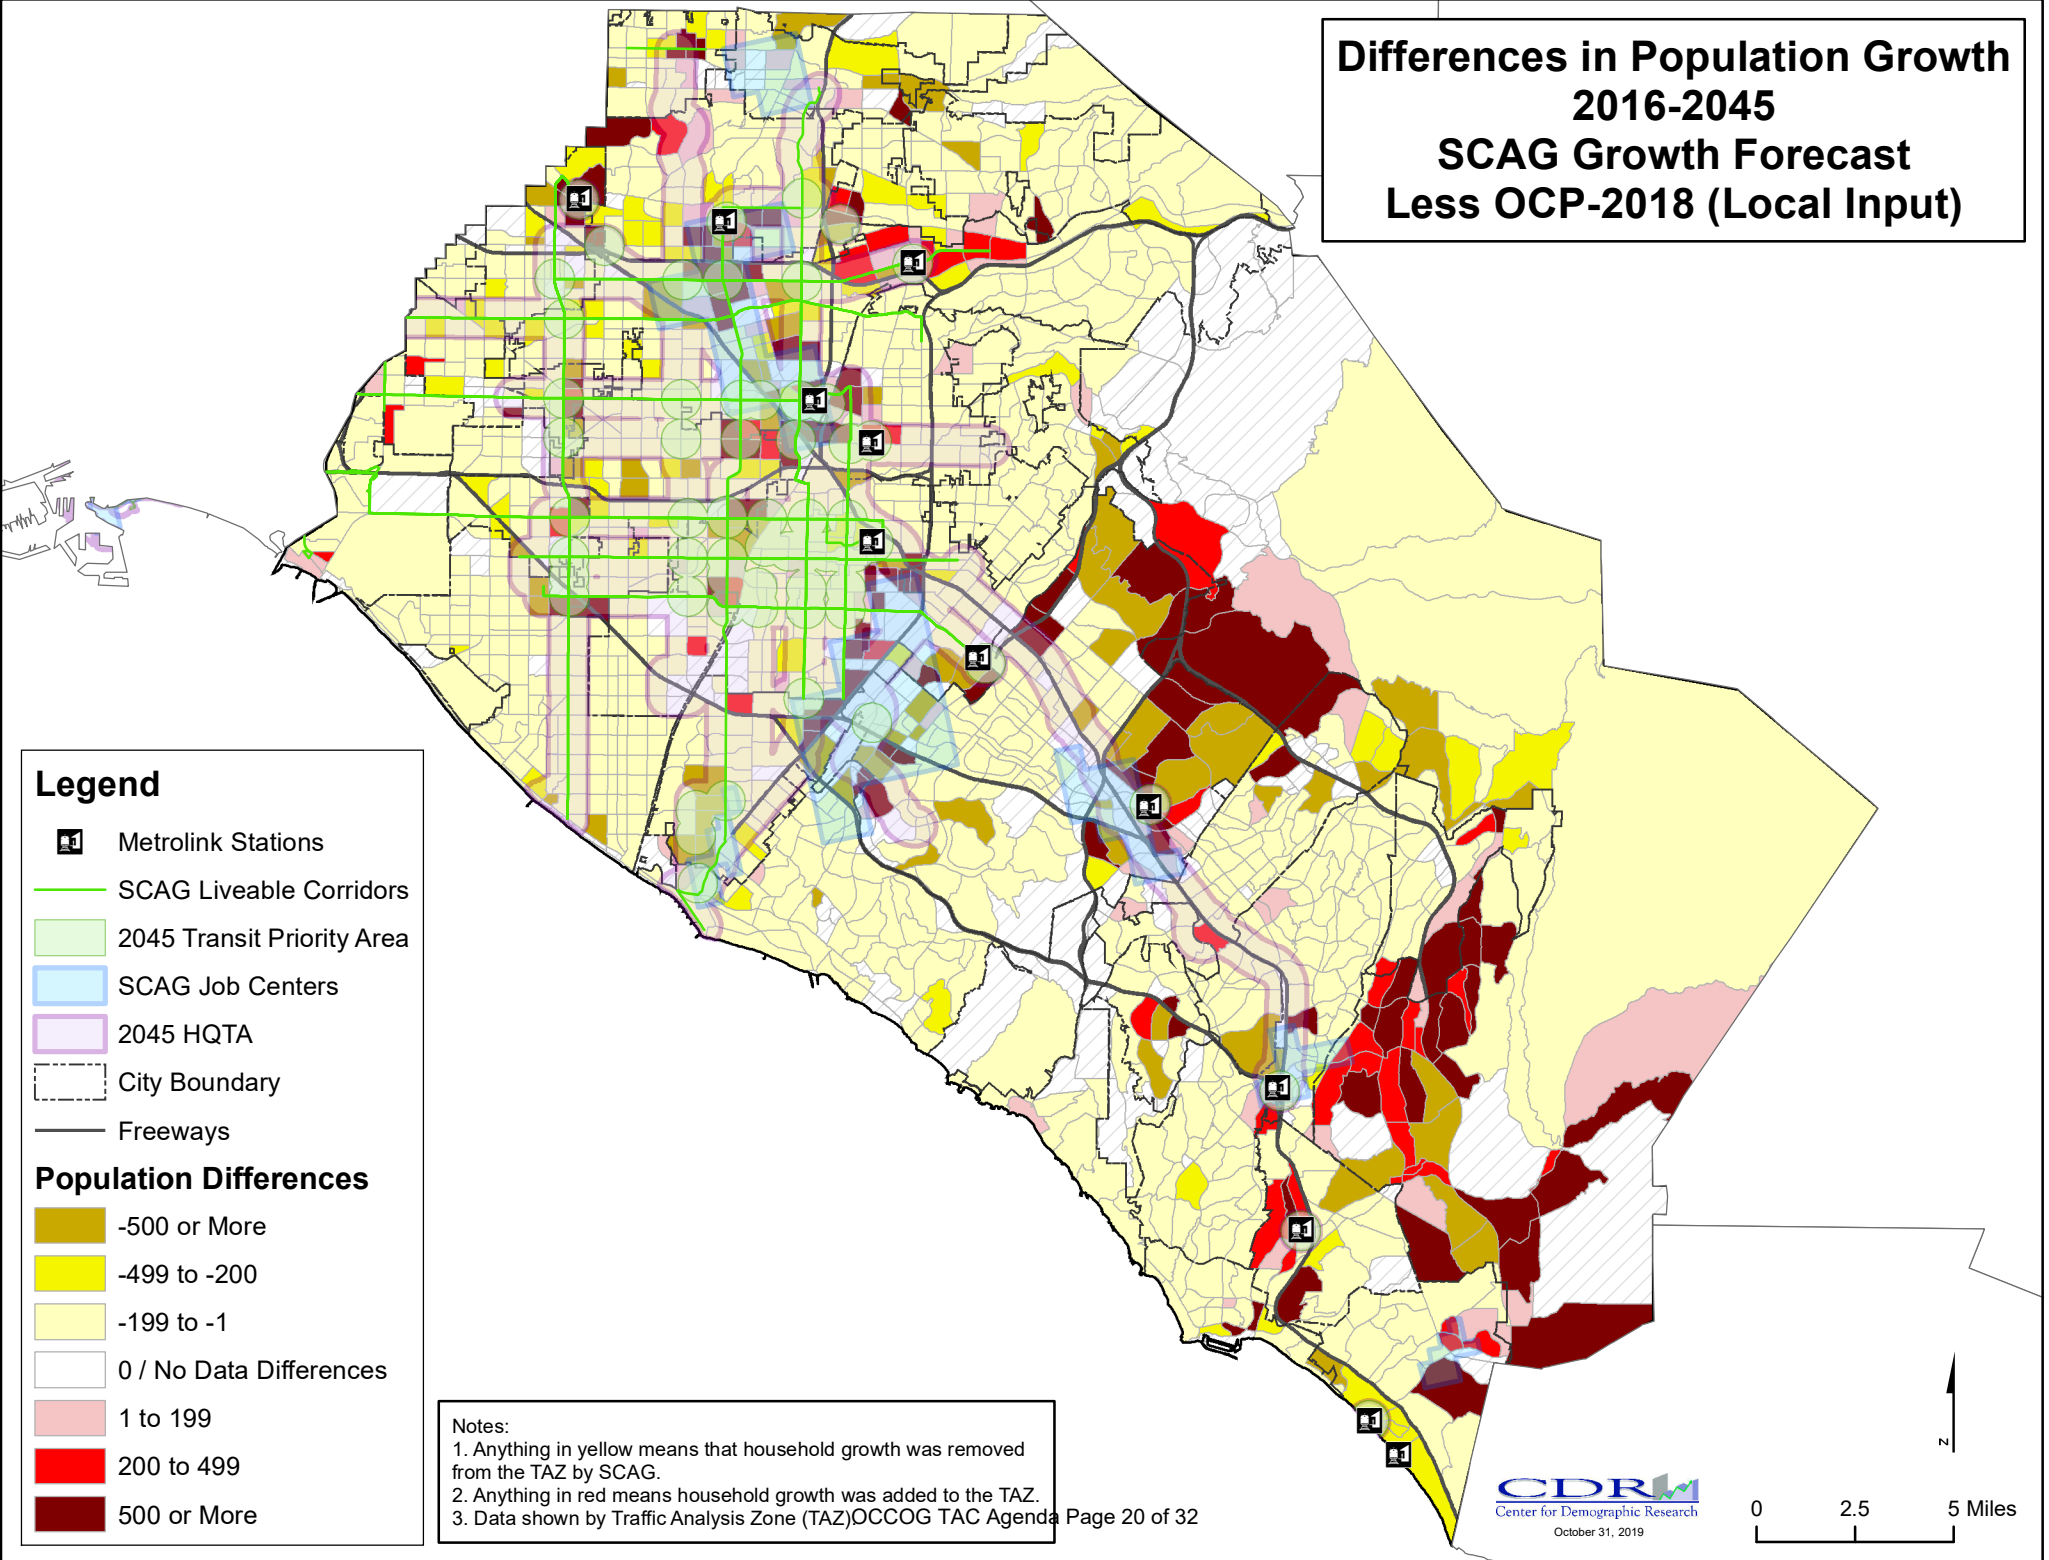 Differences in Population Growth
2016-2045
SCAG Growth Forecast
Less OCP-2018 (Local Input)
Legend
Metrolink Stations
SCAG Liveable Corridors
2045 Transit Priority Area
SCAG Job Centers
2045 HQTA
City Boundary
Freeways
Population Differences
-500 or More
-499 to -200
-199 to -1
0 / No Data Differences
1 to 199
200 to 499
500 or More
Notes:
1. Anything in yellow means that household growth was removed
from the TAZ by SCAG.
2. Anything in red means household growth was added to the TAZ.
3. Data shown by Traffic Analysis Zone (TAZ)
OCCOG TAC Agenda Page 20 of 32
CDR
Center for Demographic Research
October 31, 2019
N
0 2.5 5 Miles